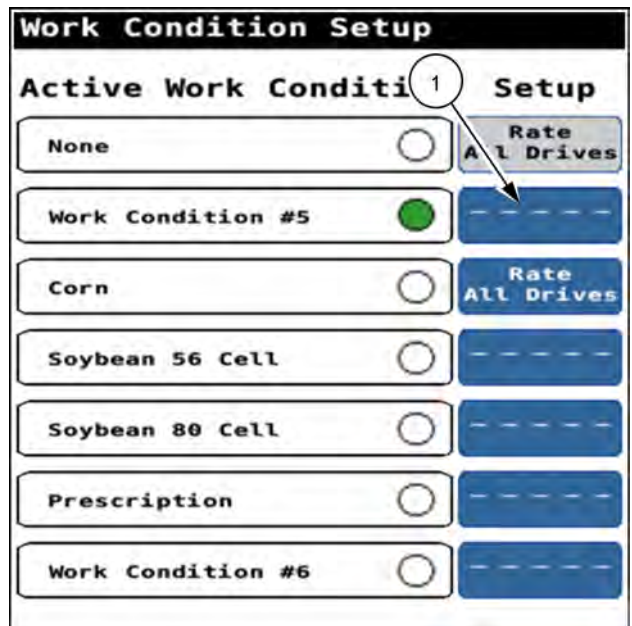 Work Condition Setup
Active Work Conditi
1
Setup
None
Rate
All Drives
Work Condition #5
-----
Corn
Rate
All Drives
Soybean 56 Cell
-----
Soybean 80 Cell
-----
Prescription
-----
Work Condition #6
-----